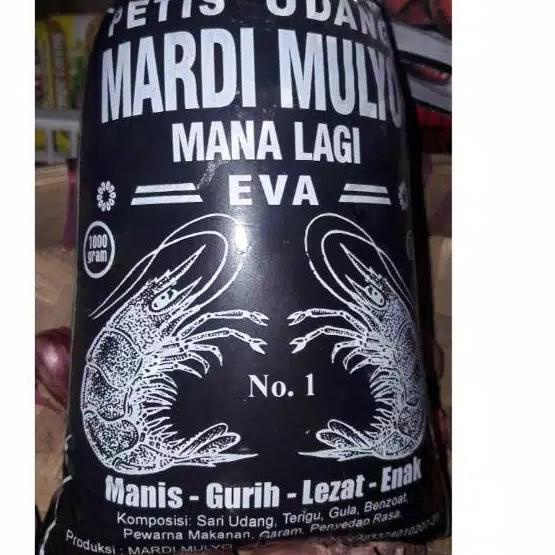 PETIS UDANG
MARDI MULYO
MANA LAGI
EVA
1000
gram
No. 1
Manis - Gurih - Lezat - Enak
Komposisi: Sari Udang, Terigu, Gula, Benzoat,
Pewarna Makanan, Garam, Penyedap Rasa.
Produksi : MARDI MULYO